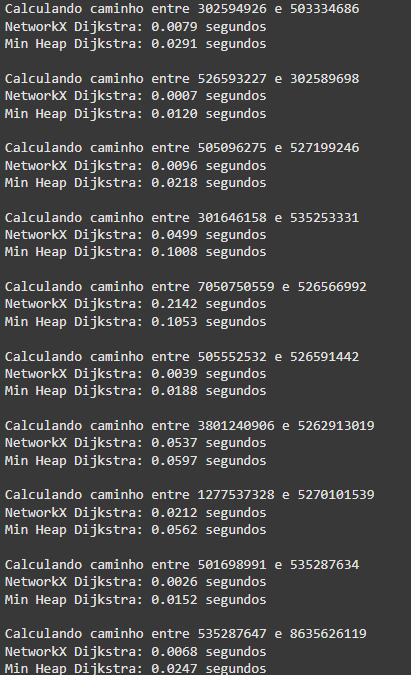 Calculando caminho entre 302594926 e 503334686
NetworkX Dijkstra: 0.0079 segundos
Min Heap Dijkstra: 0.0291 segundos
Calculando caminho entre 526593227 e 302589698
NetworkX Dijkstra: 0.0007 segundos
Min Heap Dijkstra: 0.0120 segundos
Calculando caminho entre 505096275 e 527199246
NetworkX Dijkstra: 0.0096 segundos
Min Heap Dijkstra: 0.0218 segundos
Calculando caminho entre 301646158 e 535253331
NetworkX Dijkstra: 0.0499 segundos
Min Heap Dijkstra: 0.1008 segundos
Calculando caminho entre 7050750559 e 526566992
NetworkX Dijkstra: 0.2142 segundos
Min Heap Dijkstra: 0.1053 segundos
Calculando caminho entre 505552532 e 526591442
NetworkX Dijkstra: 0.0039 segundos
Min Heap Dijkstra: 0.0188 segundos
Calculando caminho entre 3801240906 e 5262913019
NetworkX Dijkstra: 0.0537 segundos
Min Heap Dijkstra: 0.0597 segundos
Calculando caminho entre 1277537328 e 5270101539
NetworkX Dijkstra: 0.0212 segundos
Min Heap Dijkstra: 0.0562 segundos
Calculando caminho entre 501698991 e 535287634
NetworkX Dijkstra: 0.0026 segundos
Min Heap Dijkstra: 0.0152 segundos
Calculando caminho entre 535287647 e 8635626119
NetworkX Dijkstra: 0.0068 segundos
Min Heap Dijkstra: 0.0247 segundos